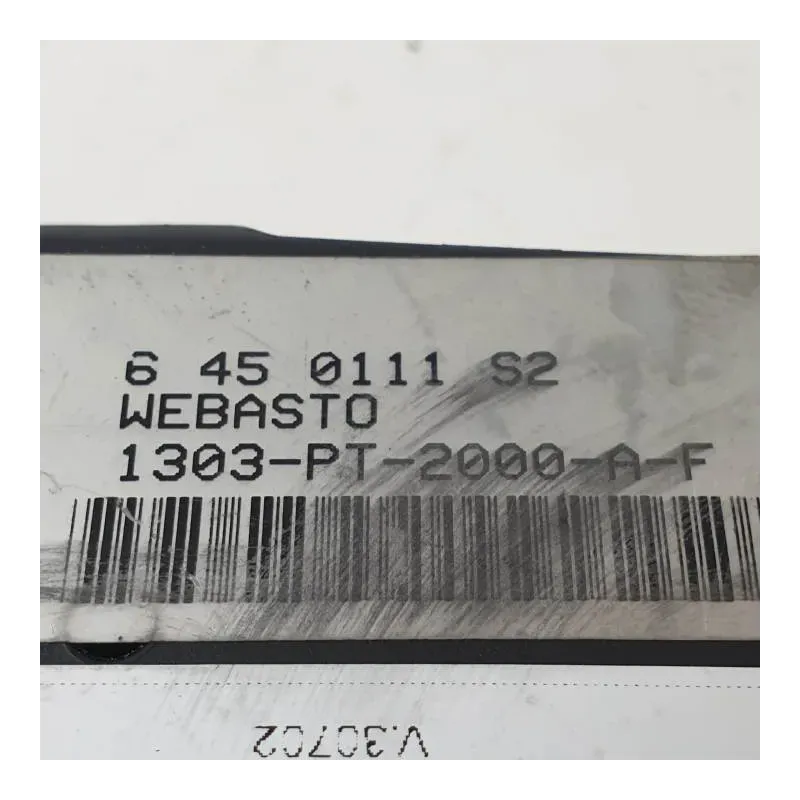 6 45 0111 S2
WEBASTO
1303-PT-2000-A-F
V.30702